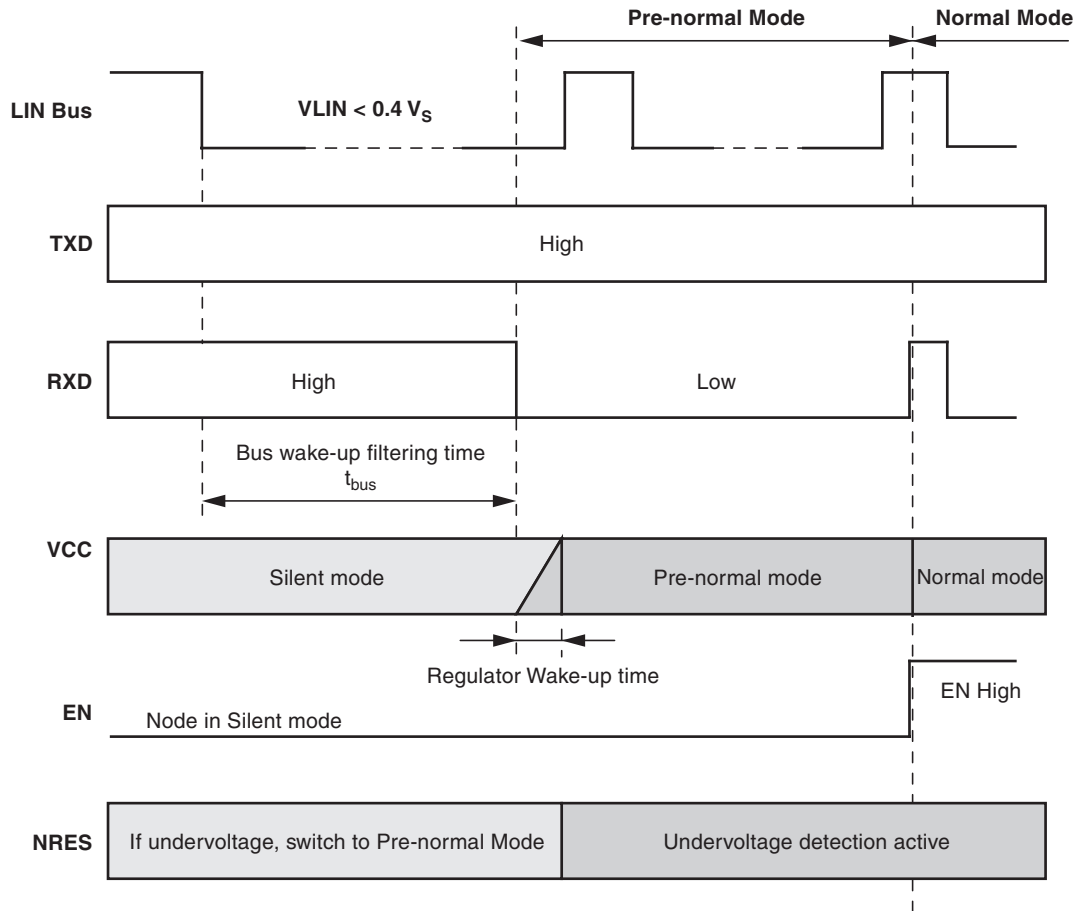 Pre-normal Mode
Normal Mode
LIN Bus
VLIN < 0.4 VS
TXD
High
RXD
High
Low
Bus wake-up filtering time
tbus
VCC
Silent mode
Pre-normal mode
Normal mode
Regulator Wake-up time
EN
Node in Silent mode
EN High
NRES
If undervoltage, switch to Pre-normal Mode
Undervoltage detection active